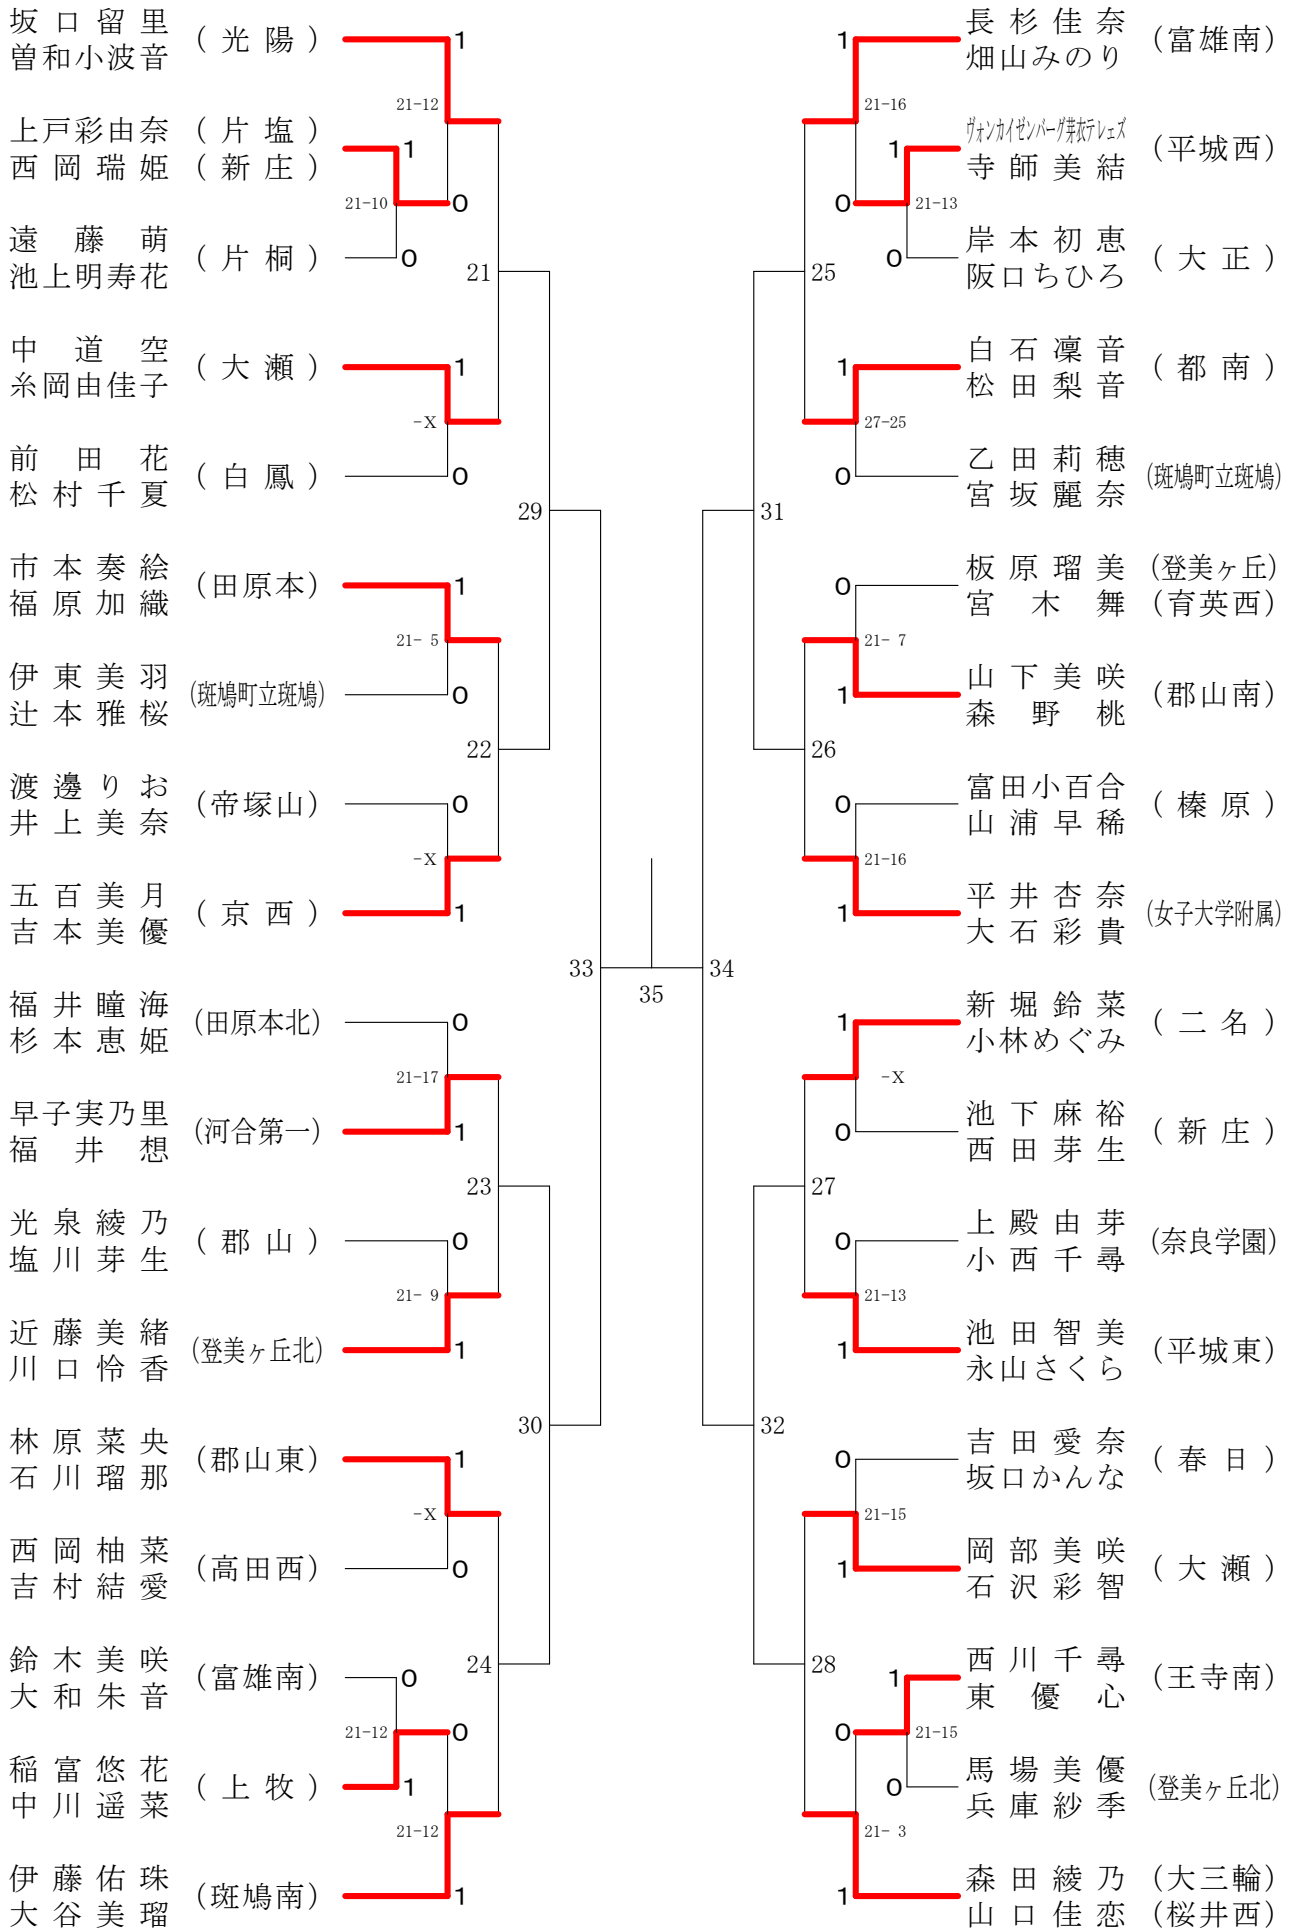 坂口留里
曽和小波音
(光陽)
1
21-12
上戸彩由奈 (片塩)
西岡瑞姫 (新庄)
1
21-10
0
遠藤萌
池上明寿花
(片桐)
0
21
中道空
糸岡由佳子
(大瀬)
1
-X
前田花
松村千夏
(白鳳)
0
29
市本奏絵
福原加織
(田原本)
1
21- 5
伊東美羽
辻本雅桜
(斑鳩町立斑鳩)
0
22
渡邊りお
井上美奈
(帝塚山)
0
-X
五百美月
吉本美優
(京西)
1
33
35
34
福井瞳海
杉本恵姫
(田原本北)
0
21-17
早子実乃里
福井想
(河合第一)
1
23
光泉綾乃
塩川芽生
(郡山)
0
21- 9
近藤美緒
川口怜香
(登美ヶ丘北)
1
30
林原菜央
石川瑠那
(郡山東)
1
-X
西岡柚菜
吉村結愛
(高田西)
0
24
鈴木美咲
大和朱音
(富雄南)
0
21-12
0
稲富悠花
中川遥菜
(上牧)
1
21-12
伊藤佑珠
大谷美瑠
(斑鳩南)
1
長杉佳奈
畑山みのり
(富雄南)
1
21-16
ヴォンカイゼンバーグ芽衣テレェズ
寺師美結
(平城西)
1
0
21-13
岸本初恵
阪口ちひろ
(大正)
0
25
白石凜音
松田梨音
(都南)
1
27-25
乙田莉穂
宮坂麗奈
(斑鳩町立斑鳩)
0
31
板原瑠美 (登美ヶ丘)
宮木舞 (育英西)
0
21- 7
山下美咲
森野桃
(郡山南)
1
26
富田小百合
山浦早稀
(榛原)
0
21-16
平井杏奈
大石彩貴
(女子大学附属)
1
新堀鈴菜
小林めぐみ
(二名)
1
-X
池下麻裕
西田芽生
(新庄)
0
27
上殿由芽
小西千尋
(奈良学園)
0
21-13
池田智美
永山さくら
(平城東)
1
32
吉田愛奈
坂口かんな
(春日)
0
21-15
岡部美咲
石沢彩智
(大瀬)
1
28
西川千尋
東優心
(王寺南)
1
0
21-15
馬場美優
兵庫紗季
(登美ヶ丘北)
0
21- 3
森田綾乃 (大三輪)
山口佳恋 (桜井西)
1